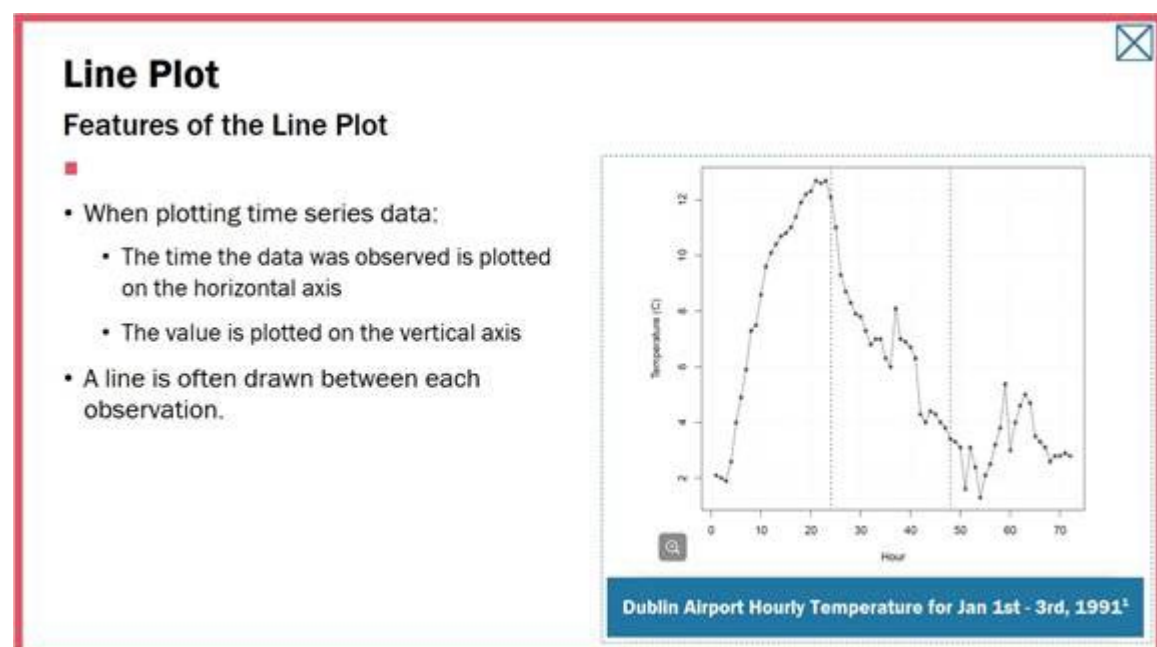 Line Plot
Features of the Line Plot
• When plotting time series data:
• The time the data was observed is plotted
on the horizontal axis
• The value is plotted on the vertical axis
• A line is often drawn between each
observation.
Temperature (C)
12
10
8
6
4
2
0 10 20 30 40 50 60 70
Hour
Dublin Airport Hourly Temperature for Jan 1st - 3rd, 1991¹